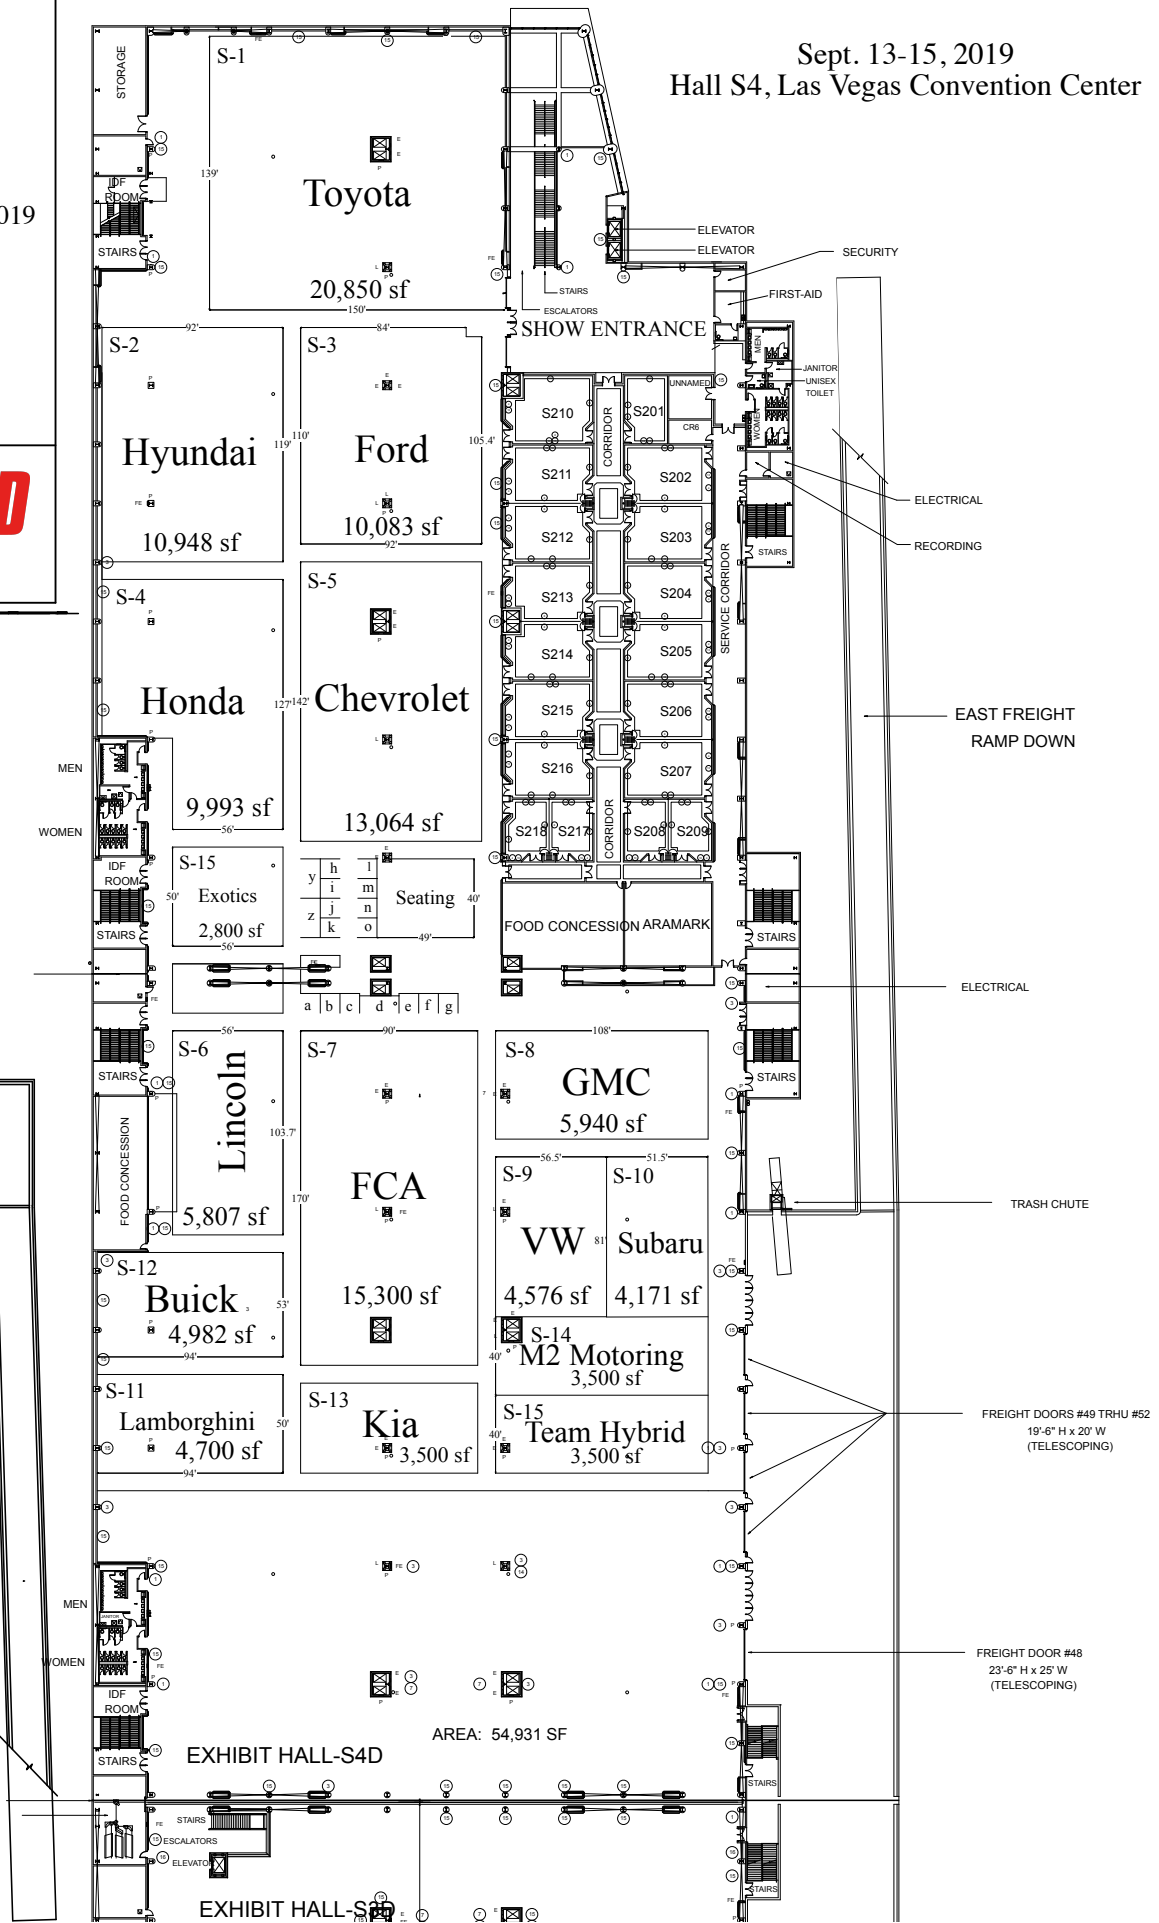 Sept. 13-15, 2019
Hall S4, Las Vegas Convention Center
019
STORAGE
IDF
ROOM
STAIRS
S-1
Toyota
20,850 sf
139'
150'
ELEVATOR
ELEVATOR
SECURITY
FIRST-AID
STAIRS
ESCALATORS
SHOW ENTRANCE
MEN
JANITOR
UNISEX
TOILET
WOMEN
92'
S-2
Hyundai
119'
10,948 sf
84'
S-3
110'
Ford
105.4'
10,083 sf
92'
UNNAMED
CR6
S210
S201
CORRIDOR
S211
S202
S212
S203
S213
S204
S214
S205
S215
S206
S216
S207
S218
S217
S208
S209
CORRIDOR
SERVICE CORRIDOR
ELECTRICAL
RECORDING
STAIRS
EAST FREIGHT
RAMP DOWN
S-4
Honda
127'
9,993 sf
56'
S-5
142'
Chevrolet
13,064 sf
MEN
WOMEN
IDF
ROOM
STAIRS
S-15
Exotics
50'
2,800 sf
56'
y
z
h
i
j
k
l
m
n
o
Seating
40'
49'
FOOD CONCESSION
ARAMARK
STAIRS
ELECTRICAL
a b c d e f g
STAIRS
STAIRS
56'
S-6
Lincoln
103.7'
5,807 sf
FOOD CONCESSION
90'
S-7
FCA
170'
15,300 sf
108'
S-8
GMC
5,940 sf
56.5'
S-9
VW
81'
4,576 sf
51.5'
S-10
Subaru
4,171 sf
TRASH CHUTE
S-12
Buick
53'
4,982 sf
94'
S-14
M2 Motoring
40'
3,500 sf
S-11
Lamborghini
50'
4,700 sf
94'
S-13
Kia
3,500 sf
S-15
Team Hybrid
40'
3,500 sf
FREIGHT DOORS #49 TRHU #52
19'-6" H x 20' W
(TELESCOPING)
MEN
JANITOR
WOMEN
IDF
ROOM
STAIRS
FREIGHT DOOR #48
23'-6" H x 25' W
(TELESCOPING)
AREA: 54,931 SF
EXHIBIT HALL-S4D
STAIRS
STAIRS
ESCALATORS
ELEVATOR
STAIRS
EXHIBIT HALL-S3D